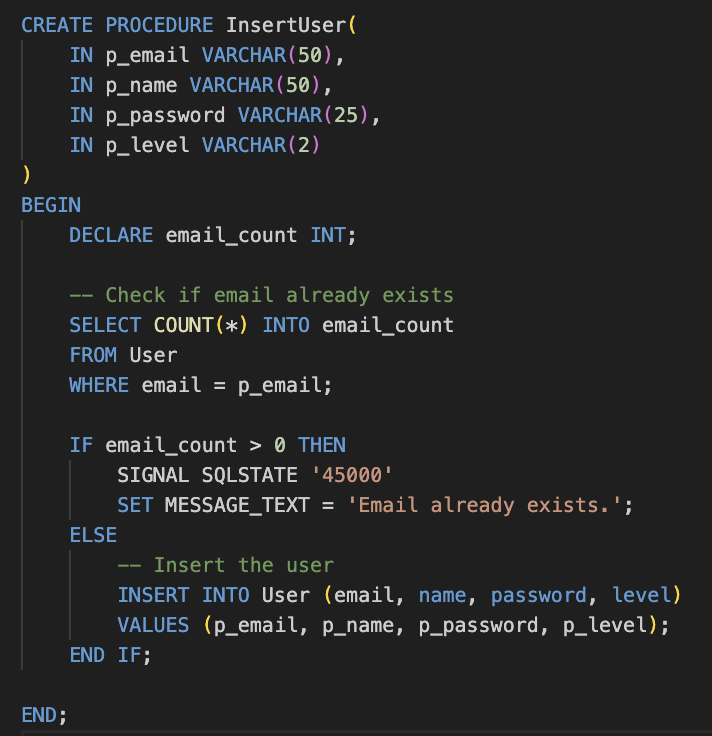 CREATE PROCEDURE InsertUser(
    IN p_email VARCHAR(50),
    IN p_name VARCHAR(50),
    IN p_password VARCHAR(25),
    IN p_level VARCHAR(2)
)
BEGIN
    DECLARE email_count INT;

    -- Check if email already exists
    SELECT COUNT(*) INTO email_count
    FROM User
    WHERE email = p_email;

    IF email_count > 0 THEN
        SIGNAL SQLSTATE '45000'
        SET MESSAGE_TEXT = 'Email already exists.';
    ELSE
        -- Insert the user
        INSERT INTO User (email, name, password, level)
        VALUES (p_email, p_name, p_password, p_level);
    END IF;

END;